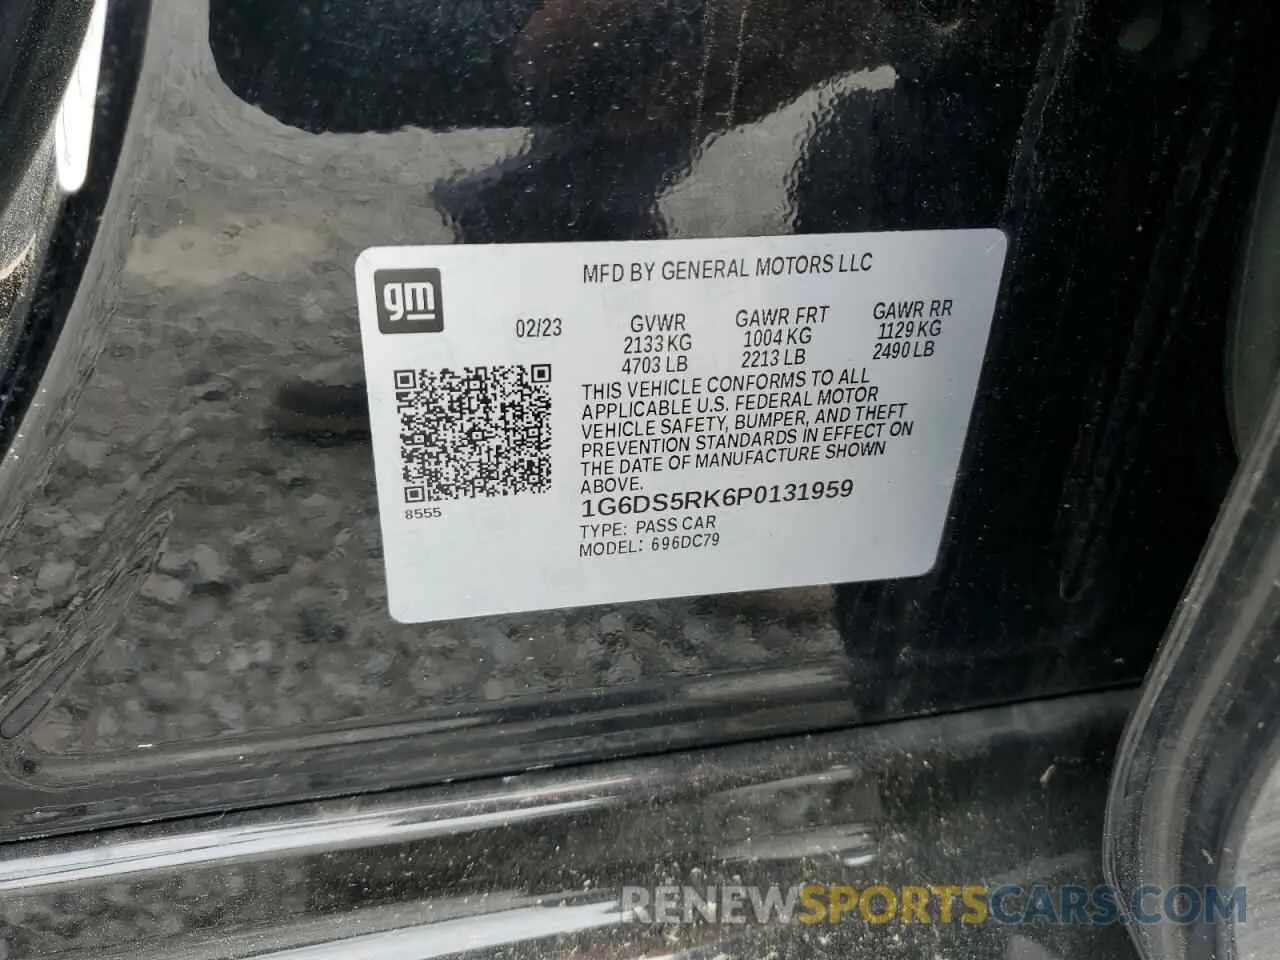 MFD BY GENERAL MOTORS LLC
gm
02/23
GVWR
2133 KG
4703 LB
GAWR FRT
1004 KG
2213 LB
GAWR RR
1129 KG
2490 LB
THIS VEHICLE CONFORMS TO ALL
APPLICABLE U.S. FEDERAL MOTOR
VEHICLE SAFETY, BUMPER, AND THEFT
PREVENTION STANDARDS IN EFFECT ON
THE DATE OF MANUFACTURE SHOWN
ABOVE.
8555
1G6DS5RK6P0131959
TYPE: PASS CAR
MODEL: 696DC79
RENEWSPORTSCARS.COM